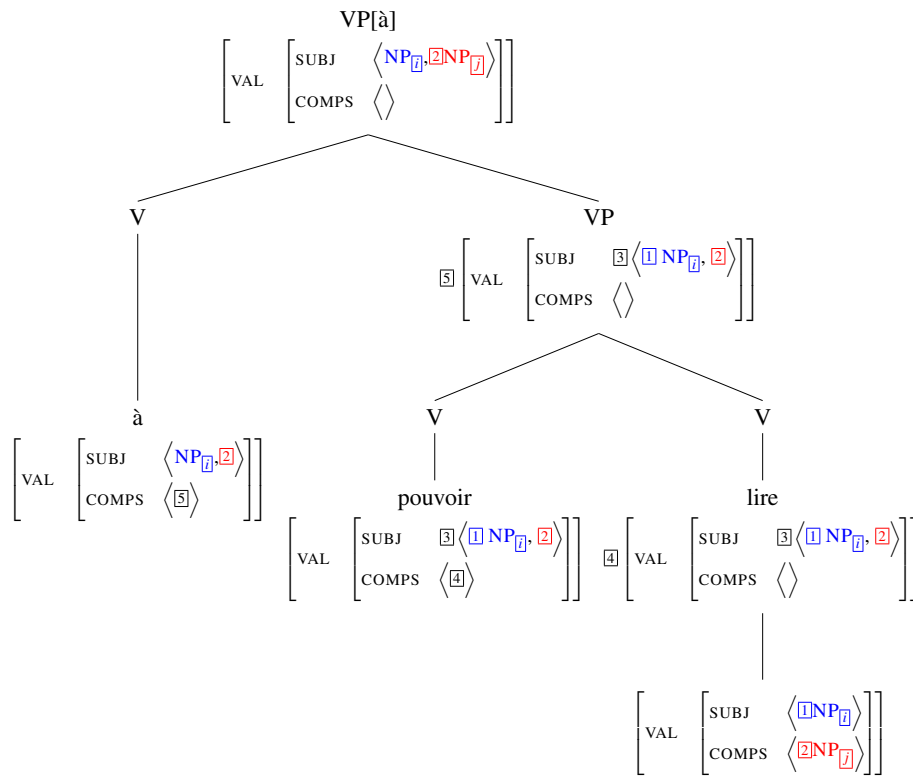 VP[à]
[VAL [SUBJ ⟨NP[i], [2]NP[j]⟩
COMPS ⟨⟩]]
V VP
[5] [VAL [SUBJ [3]⟨[1] NP[i], [2]⟩
COMPS ⟨⟩]]
à V V
[VAL [SUBJ ⟨NP[i], [2]⟩
COMPS ⟨[5]⟩]]
pouvoir lire
[VAL [SUBJ [3]⟨[1] NP[i], [2]⟩
COMPS ⟨[4]⟩]]
[4] [VAL [SUBJ [3]⟨[1] NP[i], [2]⟩
COMPS ⟨⟩]]
[VAL [SUBJ ⟨[1]NP[i]⟩
COMPS ⟨[2]NP[j]⟩]]